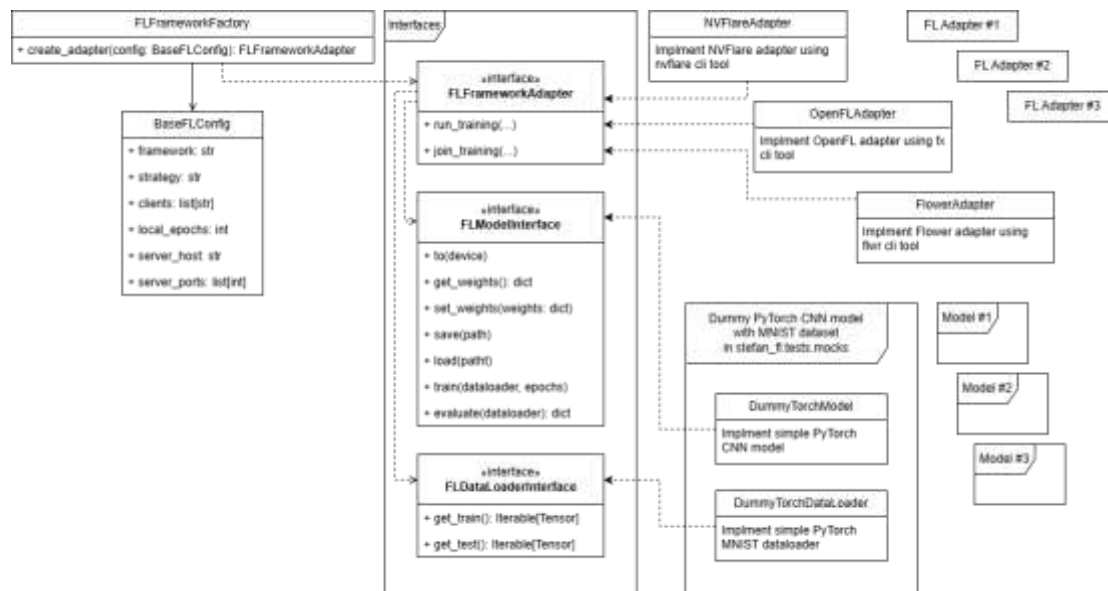 FLFrameworkFactory
+ create_adapter(config: BaseFLConfig): FLFrameworkAdapter
BaseFLConfig
+ framework: str
+ strategy: str
+ clients: list[str]
+ local_epochs: int
+ server_host: str
+ server_ports: list[int]
Interfaces
«interface»
FLFrameworkAdapter
+ run_training(...)
+ join_training(...)
«interface»
FLModelInterface
+ to(device)
+ get_weights(): dict
+ set_weights(weights: dict)
+ save(path)
+ load(patht)
+ train(dataloader, epochs)
+ evaluate(dataloader): dict
«interface»
FLDataLoaderInterface
+ get_train(): Iterable[Tensor]
+ get_test(): Iterable[Tensor]
NVFlareAdapter
Implment NVFlare adapter using
nvflare cli tool
OpenFLAdapter
Implment OpenFL adapter using fx
cli tool
FlowerAdapter
Implment Flower adapter using
flwr cli tool
FL Adapter #1
FL Adapter #2
FL Adapter #3
Dummy PyTorch CNN model
with MNIST dataset
in stefan_fl.tests.mocks
DummyTorchModel
Implment simple PyTorch
CNN model
DummyTorchDataLoader
Implment simple PyTorch
MNIST dataloader
Model #1
Model #2
Model #3